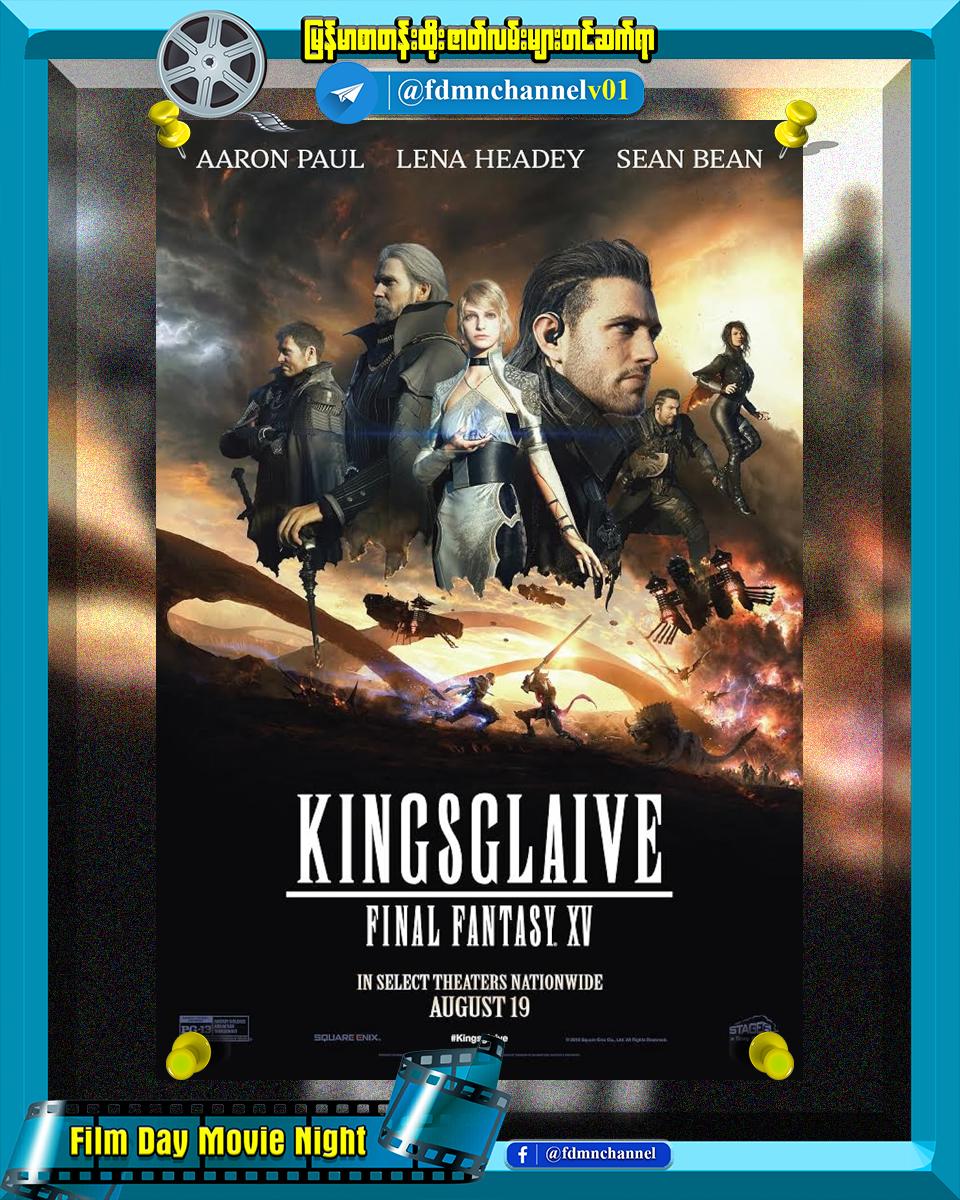 မြန်မာစာတန်းထိုးဇာတ်လမ်းများတင်ဆက်ရာ
@fdmnchannelv01
AARON PAUL LENA HEADEY SEAN BEAN
KINGSGLAIVE
FINAL FANTASY XV
IN SELECT THEATERS NATIONWIDE
AUGUST 19
PG-13
SQUARE ENIX.
Film Day Movie Night
f @fdmnchannel